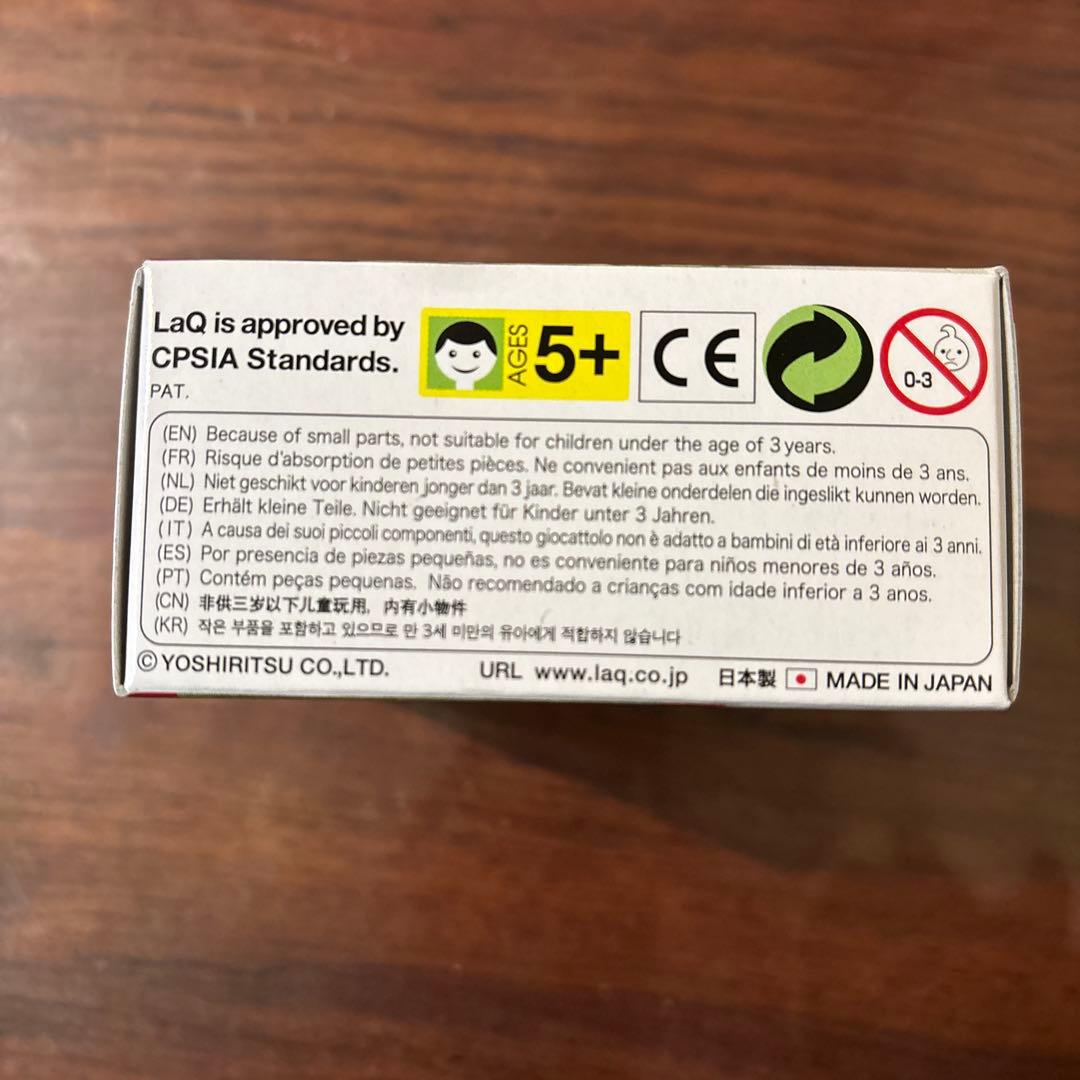 LaQ is approved by
CPSIA Standards.
PAT.
AGES 5+
CE
0-3
(EN) Because of small parts, not suitable for children under the age of 3 years.
(FR) Risque d'absorption de petites pièces. Ne convenient pas aux enfants de moins de 3 ans.
(NL) Niet geschikt voor kinderen jonger dan 3 jaar. Bevat kleine onderdelen die ingeslikt kunnen worden.
(DE) Erhält kleine Teile. Nicht geeignet für Kinder unter 3 Jahren.
(IT) A causa dei suoi piccoli componenti, questo giocattolo non è adatto a bambini di età inferiore ai 3 anni.
(ES) Por presencia de piezas pequeñas, no es conveniente para niños menores de 3 años.
(PT) Contém peças pequenas. Não recomendado a crianças com idade inferior a 3 anos.
(CN) 非供三岁以下儿童玩用, 内有小物件
(KR) 작은 부품을 포함하고 있으므로 만 3세 미만의 유아에게 적합하지 않습니다
© YOSHIRITSU CO.,LTD. URL www.laq.co.jp 日本製 MADE IN JAPAN